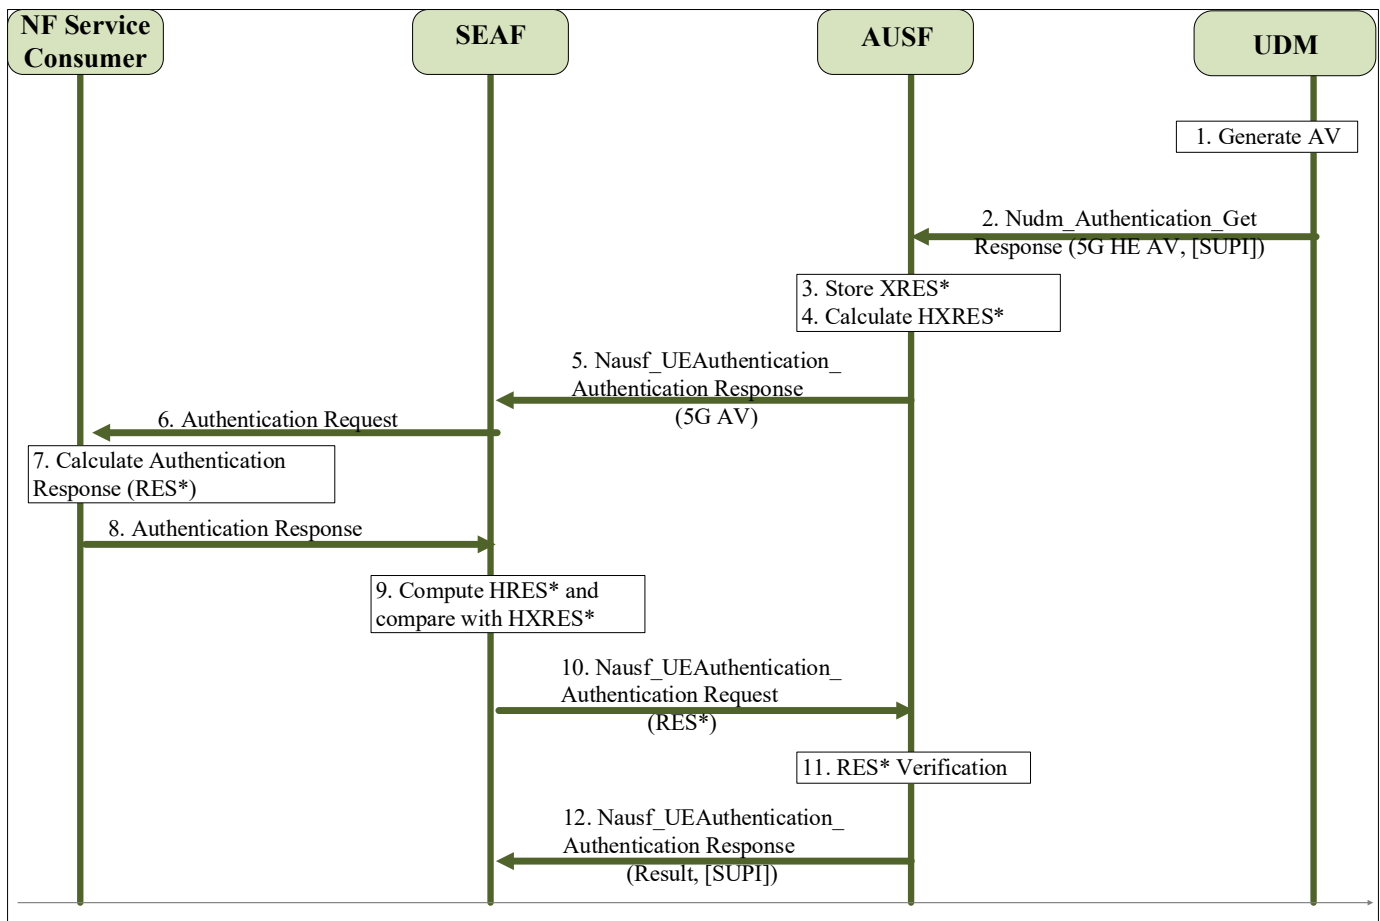 NF Service
Consumer
SEAF
AUSF
UDM
1. Generate AV
2. Nudm_Authentication_Get
Response (5G HE AV, [SUPI])
3. Store XRES*
4. Calculate HXRES*
5. Nausf_UEAuthentication_
Authentication Response
(5G AV)
6. Authentication Request
7. Calculate Authentication
Response (RES*)
8. Authentication Response
9. Compute HRES* and
compare with HXRES*
10. Nausf_UEAuthentication_
Authentication Request
(RES*)
11. RES* Verification
12. Nausf_UEAuthentication_
Authentication Response
(Result, [SUPI])